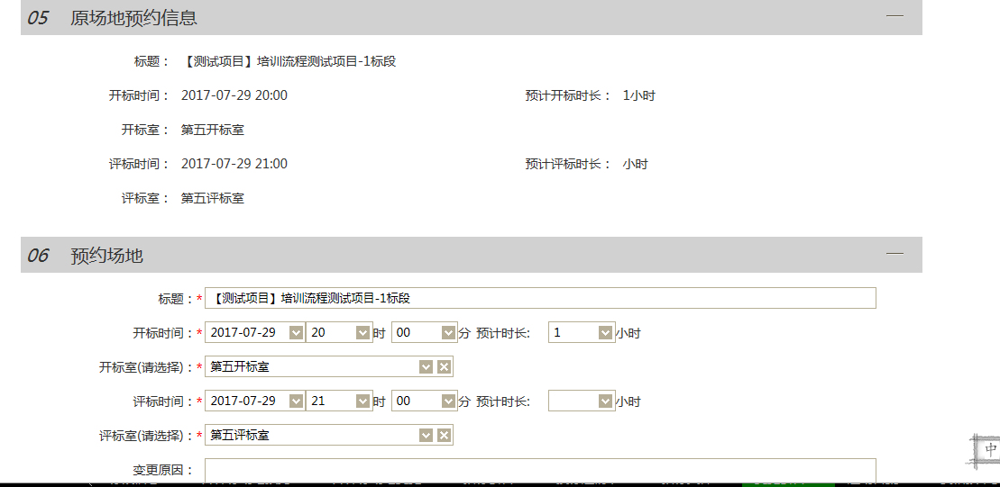 05 原场地预约信息
标题： 【测试项目】培训流程测试项目-1标段
开标时间： 2017-07-29 20:00 预计开标时长： 1小时
开标室： 第五开标室
评标时间： 2017-07-29 21:00 预计评标时长： 小时
评标室： 第五评标室
06 预约场地
标题：* 【测试项目】培训流程测试项目-1标段
开标时间：* 2017-07-29 20 时 00 分 预计时长: 1 小时
开标室(请选择)：* 第五开标室
评标时间：* 2017-07-29 21 时 00 分 预计时长: 小时
评标室(请选择)：* 第五评标室
中
变更原因：